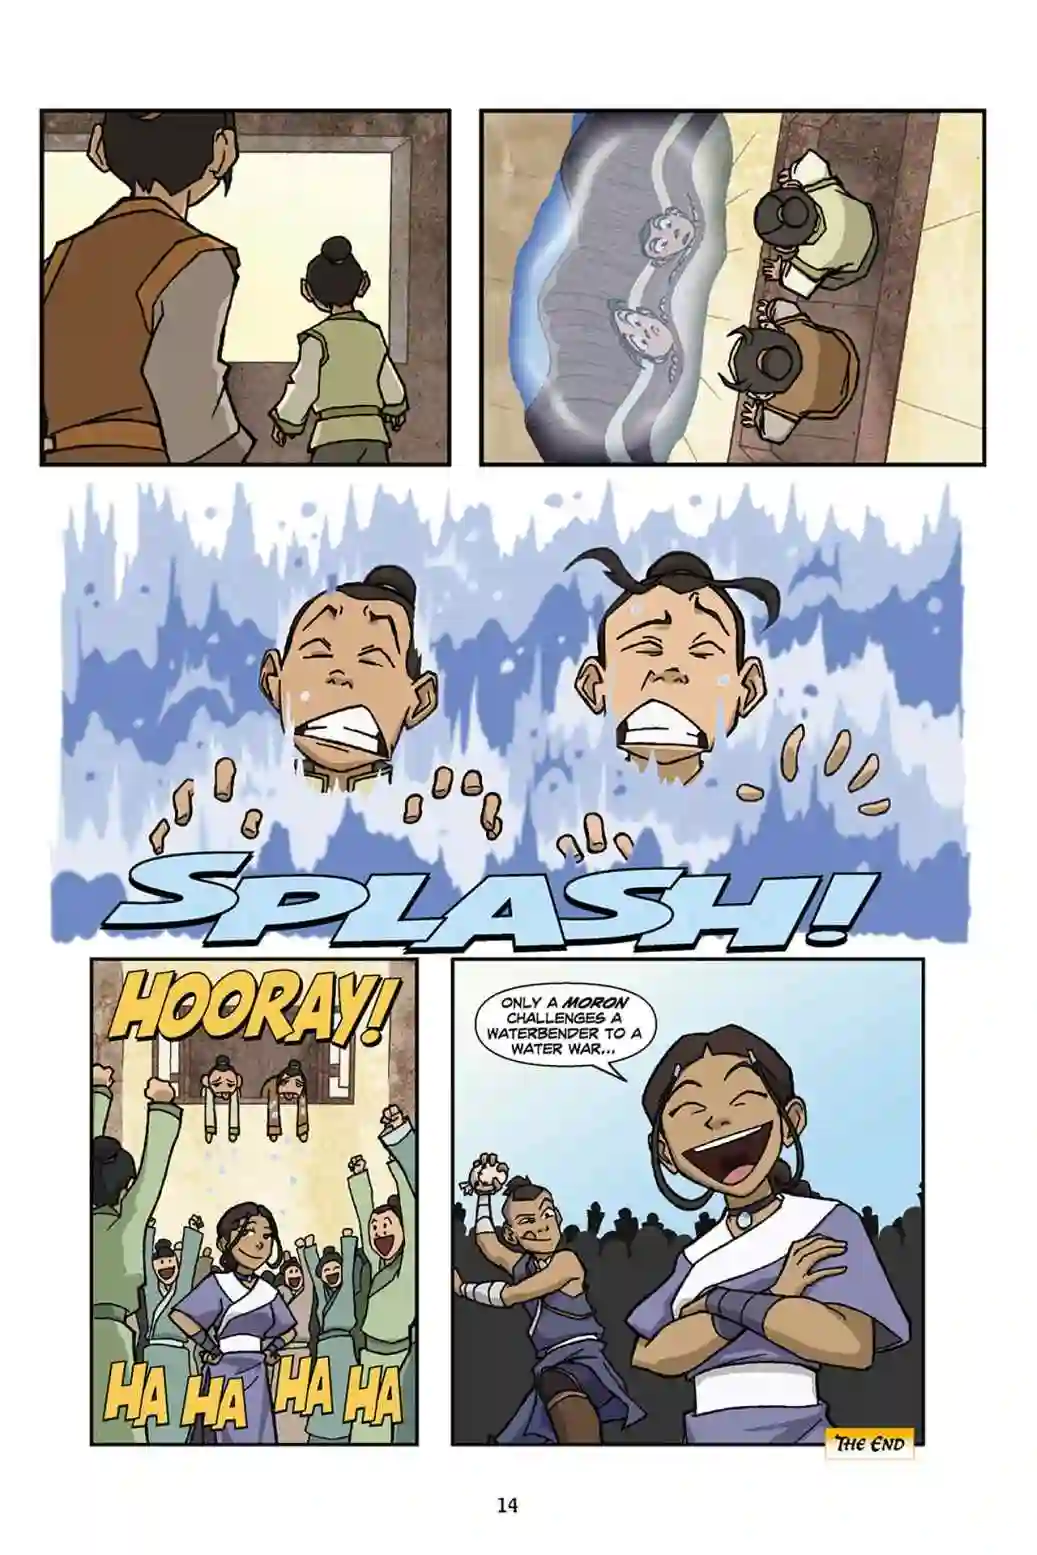 SPLASH!
HOORAY!
HA HA HA HA
ONLY A MORON
CHALLENGES A
WATERBENDER TO A
WATER WAR...
THE END
14